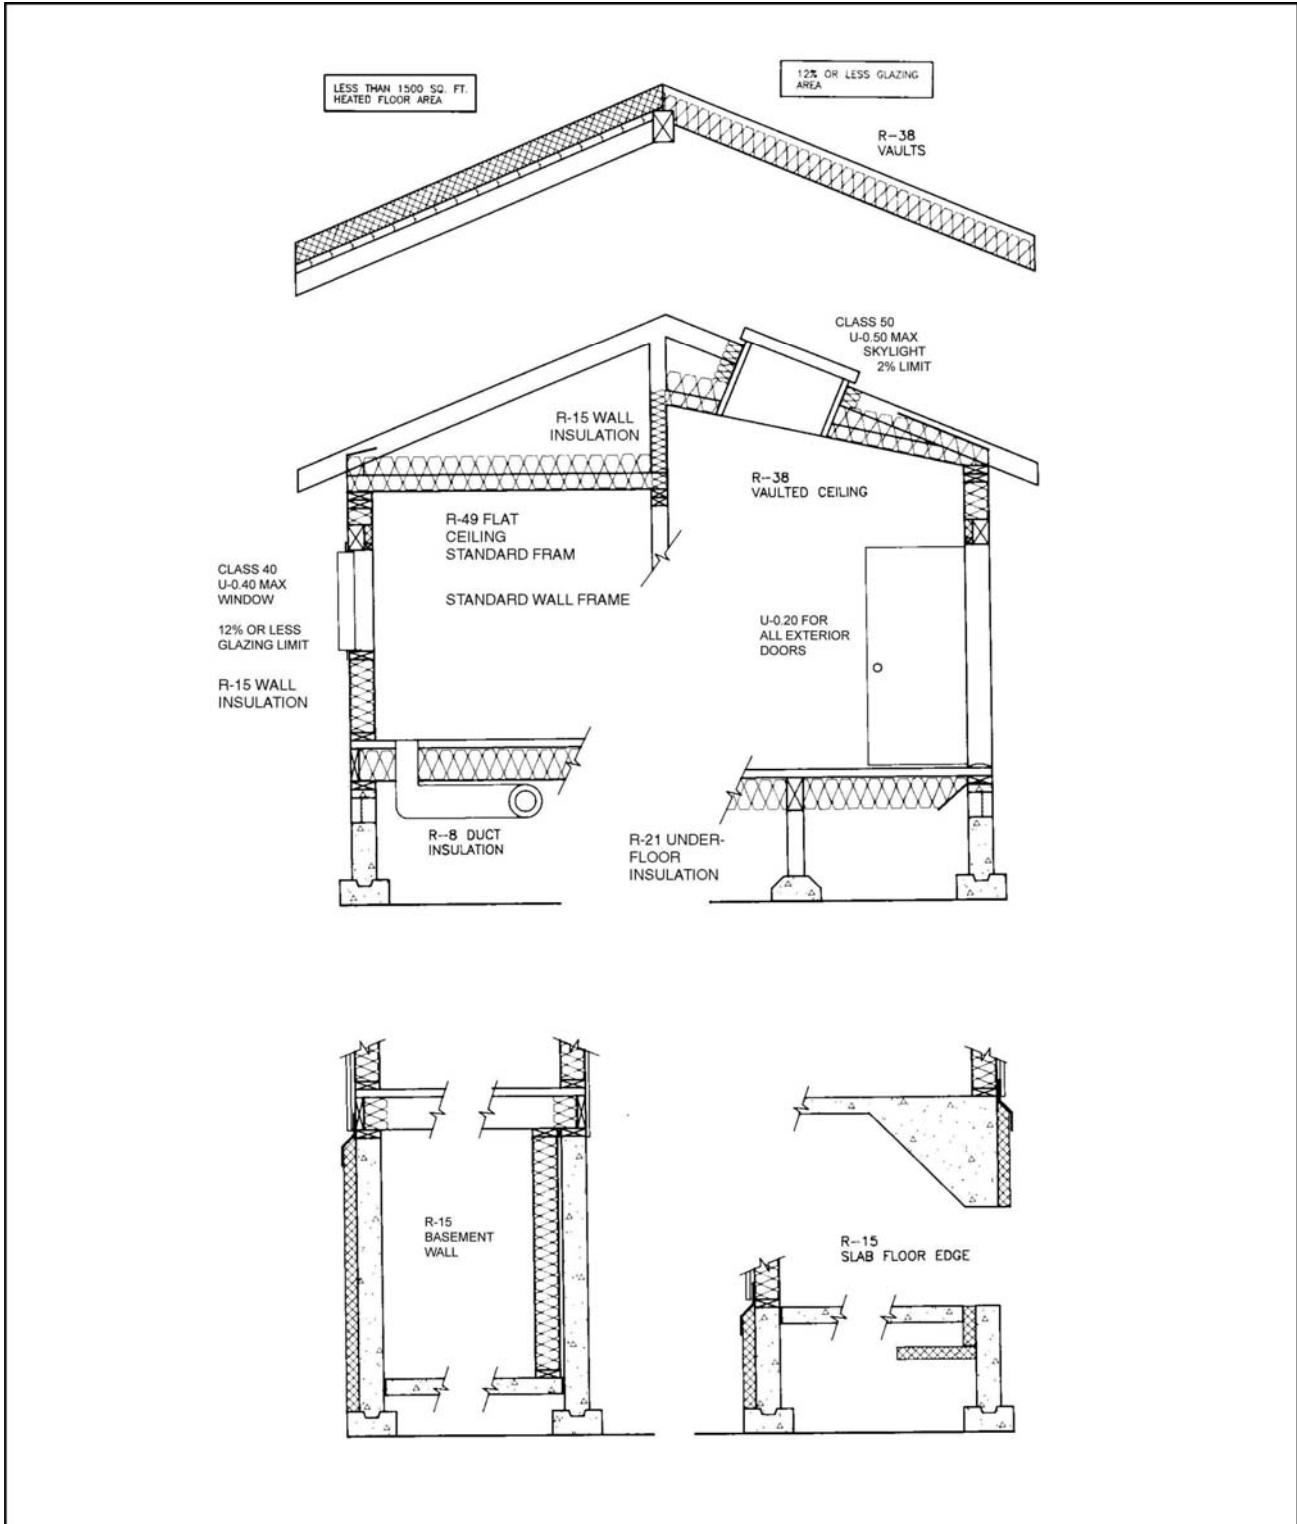 LESS THAN 1500 SQ. FT.
HEATED FLOOR AREA
12% OR LESS GLAZING
AREA
R-38
VAULTS
CLASS 50
U-0.50 MAX
SKYLIGHT
2% LIMIT
R-15 WALL
INSULATION
R-38
VAULTED CEILING
R-49 FLAT
CEILING
STANDARD FRAM
STANDARD WALL FRAME
CLASS 40
U-0.40 MAX
WINDOW
12% OR LESS
GLAZING LIMIT
R-15 WALL
INSULATION
U-0.20 FOR
ALL EXTERIOR
DOORS
R--8 DUCT
INSULATION
R-21 UNDER-
FLOOR
INSULATION
R-15
BASEMENT
WALL
R-15
SLAB FLOOR EDGE